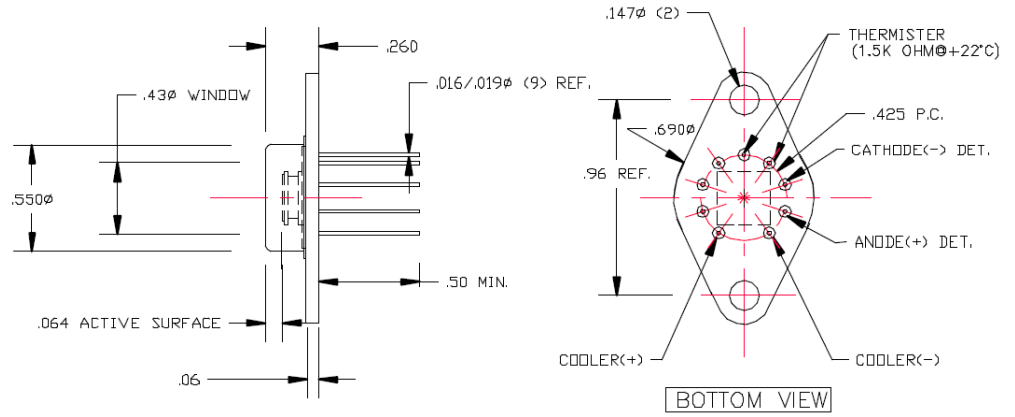 .260
.016/.019ø (9) REF.
.43ø WINDOW
.550ø
.50 MIN.
.064 ACTIVE SURFACE
.06
.147ø (2)
THERMISTER
(1.5K OHM@+22°C)
.425 P.C.
.690ø
CATHODE(-) DET.
.96 REF.
ANODE(+) DET.
COOLER(+)
COOLER(-)
BOTTOM VIEW